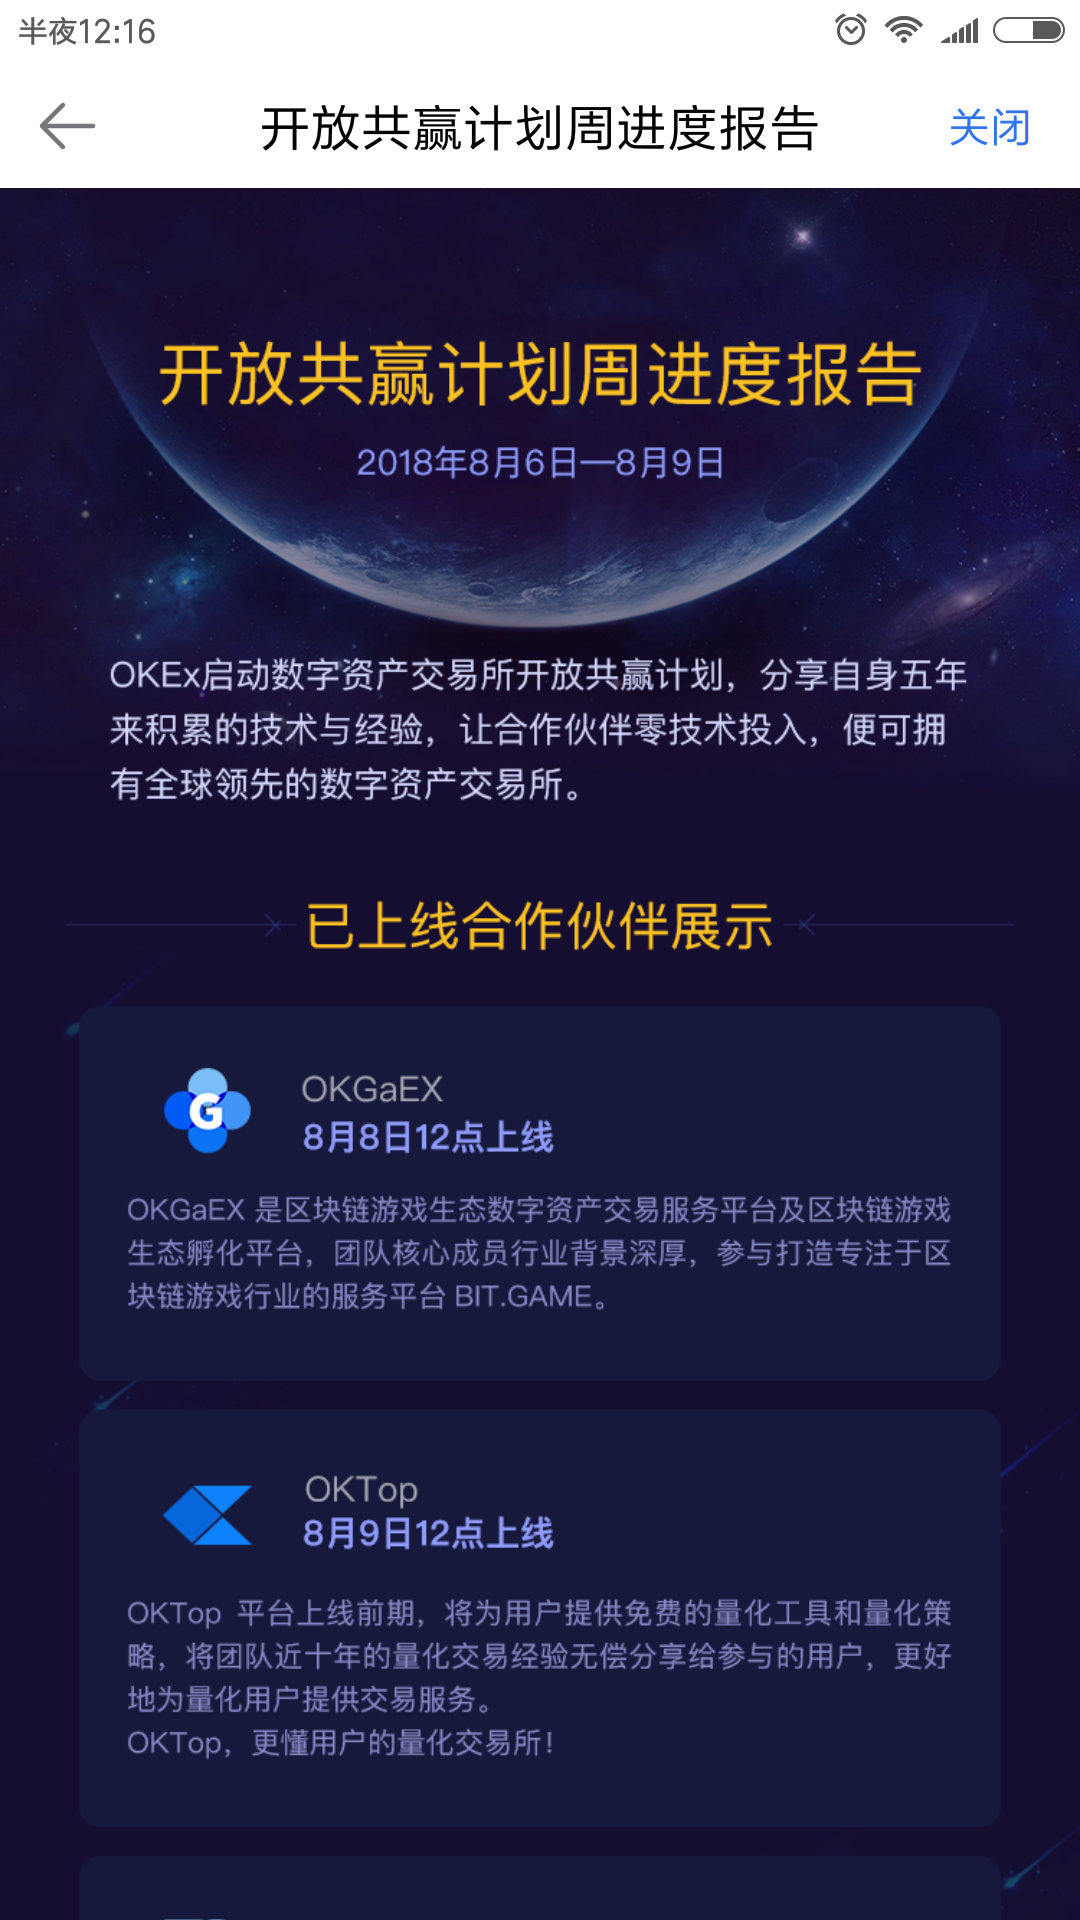 半夜12:16
开放共赢计划周进度报告
关闭
开放共赢计划周进度报告
2018年8月6日—8月9日
OKEx启动数字资产交易所开放共赢计划，分享自身五年
来积累的技术与经验，让合作伙伴零技术投入，便可拥
有全球领先的数字资产交易所。
已上线合作伙伴展示
G
OKGaEX
8月8日12点上线
OKGaEX 是区块链游戏生态数字资产交易服务平台及区块链游戏
生态孵化平台，团队核心成员行业背景深厚，参与打造专注于区
块链游戏行业的服务平台 BIT.GAME。
OKTop
8月9日12点上线
OKTop 平台上线前期，将为用户提供免费的量化工具和量化策
略，将团队近十年的量化交易经验无偿分享给参与的用户，更好
地为量化用户提供交易服务。
OKTop，更懂用户的量化交易所！